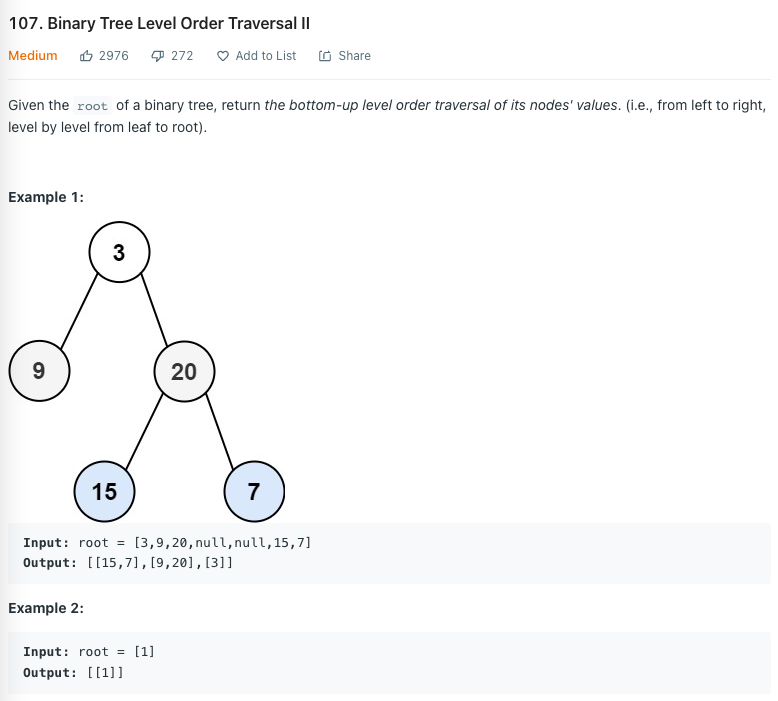 107. Binary Tree Level Order Traversal II
Medium 2976 272 Add to List Share
Given the root of a binary tree, return the bottom-up level order traversal of its nodes' values. (i.e., from left to right,
level by level from leaf to root).
Example 1:
3
9 20
15 7
Input: root = [3,9,20,null,null,15,7]
Output: [[15,7],[9,20],[3]]
Example 2:
Input: root = [1]
Output: [[1]]